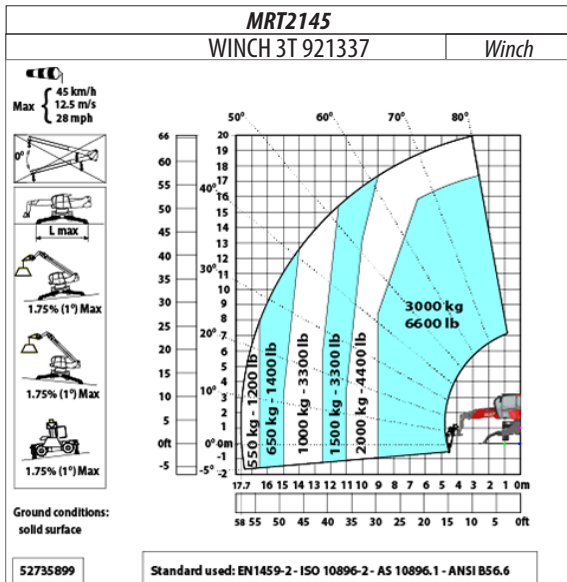 MRT2145
WINCH 3T 921337 Winch
Max { 45 km/h
12.5 m/s
28 mph
0°
L max
1.75% (1°) Max
1.75% (1°) Max
1.75% (1°) Max
Ground conditions:
solid surface
52735899
50° 60° 70° 80°
40°
30°
20°
10°
0°
-5°
66
60
55
50
45
40
35
30
25
20
15
10
5
0ft
-5
20
19
18
17
16
15
14
13
12
11
10
9
8
7
6
5
4
3
2
1
0m
-1
-2
550 kg - 1200 lb
650 kg - 1400 lb
1000 kg - 3300 lb
1500 kg - 3300 lb
2000 kg - 4400 lb
3000 kg
6600 lb
17.7 16 15 14 13 12 11 10 9 8 7 6 5 4 3 2 1 0m
58 55 50 45 40 35 30 25 20 15 10 5 0ft
Standard used: EN1459-2 - ISO 10896-2 - AS 10896.1 - ANSI B56.6